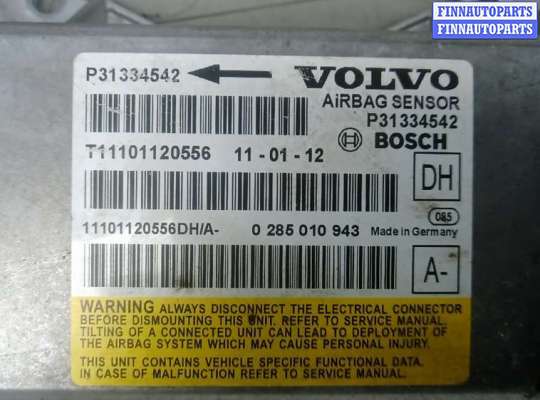 FINNAUTOPARTS
FINNAUTOPARTS
P31334542
VOLVO
AIRBAG SENSOR
P31334542
BOSCH
T11101120556 11-01-12
DH
085
11101120556DH/A- 0 285 010 943 Made in Germany
A-
WARNING ALWAYS DISCONNECT THE ELECTRICAL CONNECTOR
BEFORE DISMOUNTING THIS UNIT. REFER TO SERVICE MANUAL.
TILTING OF A CONNECTED UNIT CAN LEAD TO DEPLOYMENT OF
THE AIRBAG SYSTEM WHICH MAY CAUSE PERSONAL INJURY.
THIS UNIT CONTAINS VEHICLE SPECIFIC FUNCTIONAL DATA.
IN CASE OF MALFUNCTION REFER TO SERVICE MANUAL.